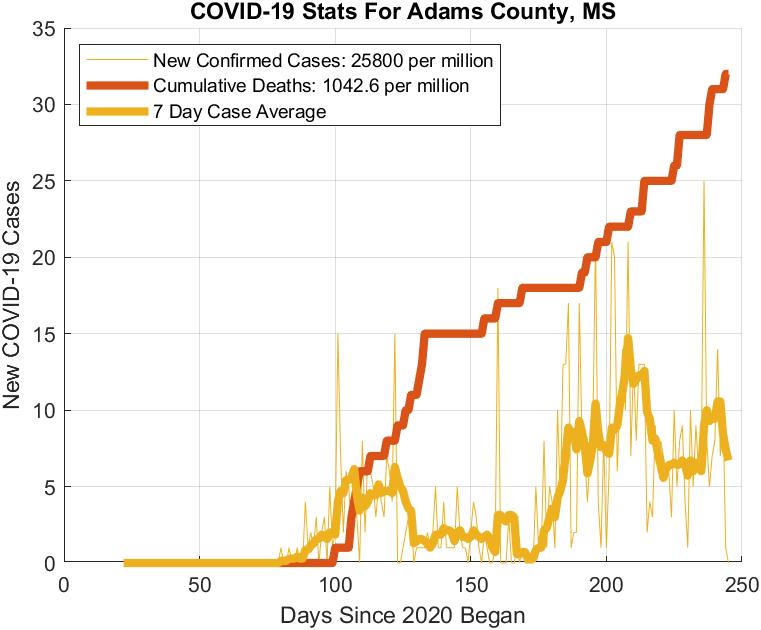 COVID-19 Stats For Adams County, MS
35
30
25
20
15
10
5
0
New COVID-19 Cases
New Confirmed Cases: 25800 per million
Cumulative Deaths: 1042.6 per million
7 Day Case Average
0 50 100 150 200 250
Days Since 2020 Began